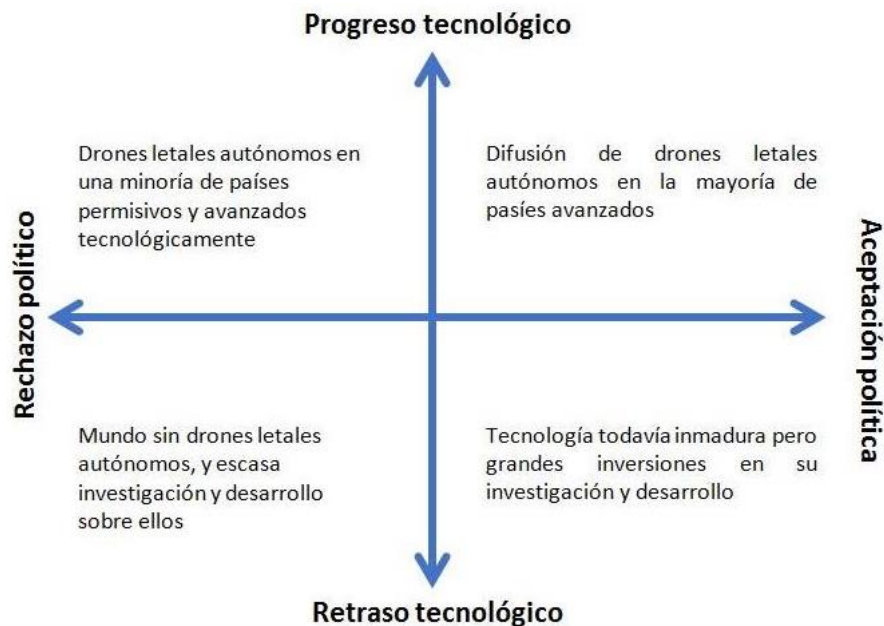 Progreso tecnológico
Drones letales autónomos en
una minoría de países
permisivos y avanzados
tecnológicamente
Difusión de drones letales
autónomos en la mayoría de
pasíes avanzados
Rechazo político
Aceptación política
Mundo sin drones letales
autónomos, y escasa
investigación y desarrollo
sobre ellos
Tecnología todavía inmadura pero
grandes inversiones en su
investigación y desarrollo
Retraso tecnológico